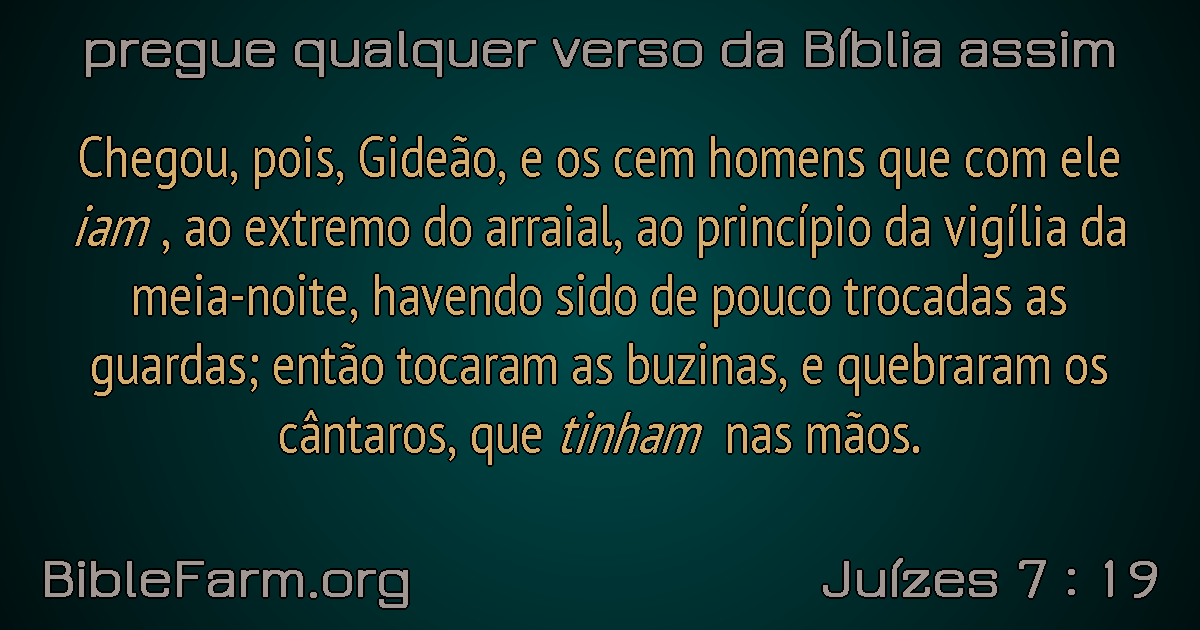 pregue qualquer verso da Bíblia assim
Chegou, pois, Gideão, e os cem homens que com ele
iam , ao extremo do arraial, ao princípio da vigília da
meia-noite, havendo sido de pouco trocadas as
guardas; então tocaram as buzinas, e quebraram os
cântaros, que tinham nas mãos.
BibleFarm.org
Juízes 7 : 19